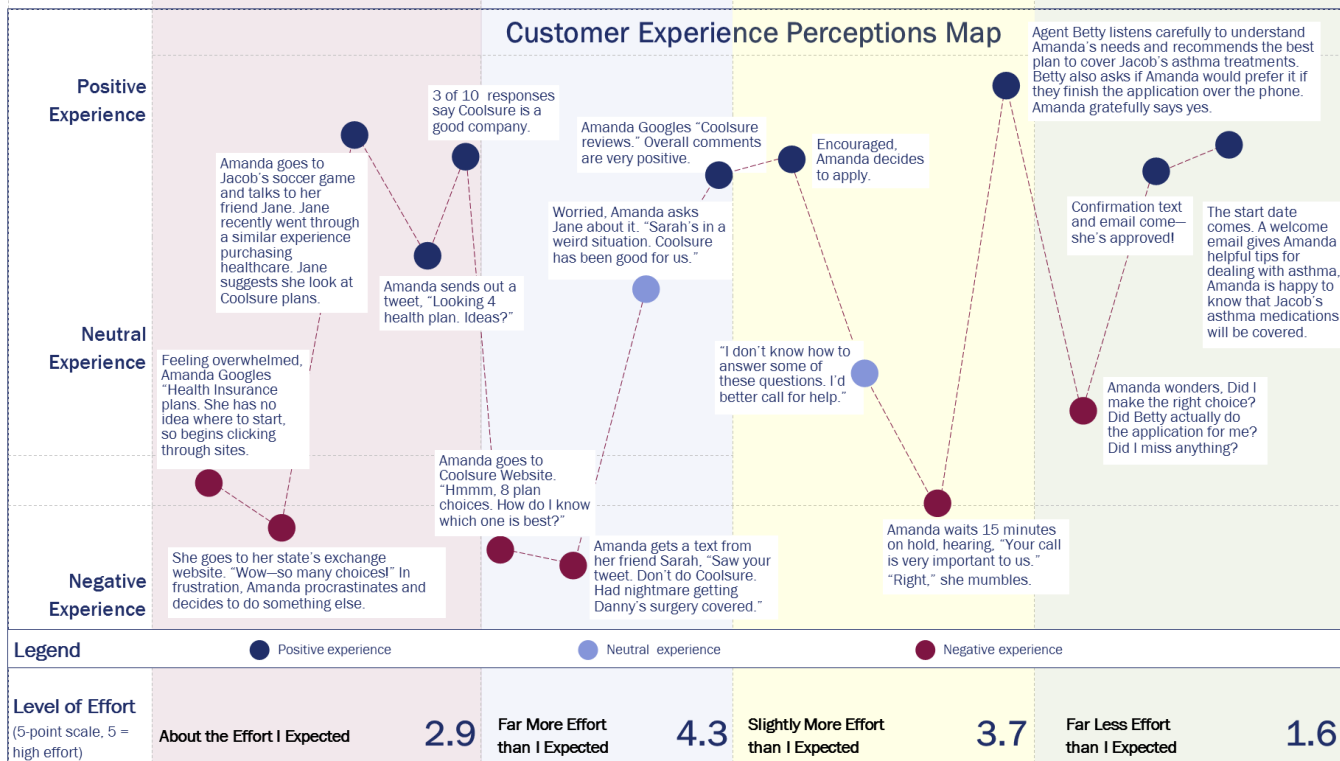 Customer Experience Perceptions Map
Positive
Experience
Neutral
Experience
Negative
Experience
Feeling overwhelmed,
Amanda Googles
“Health Insurance
plans. She has no
idea where to start,
so begins clicking
through sites.
She goes to her state’s exchange
website. “Wow—so many choices!” In
frustration, Amanda procrastinates and
decides to do something else.
Amanda goes to
Jacob’s soccer game
and talks to her
friend Jane. Jane
recently went through
a similar experience
purchasing
healthcare. Jane
suggests she look at
Coolsure plans.
Amanda sends out a
tweet, “Looking 4
health plan. Ideas?”
3 of 10 responses
say Coolsure is a
good company.
Amanda goes to
Coolsure Website.
“Hmmm, 8 plan
choices. How do I know
which one is best?”
Amanda gets a text from
her friend Sarah, “Saw your
tweet. Don’t do Coolsure.
Had nightmare getting
Danny’s surgery covered.”
Worried, Amanda asks
Jane about it. “Sarah’s in a
weird situation. Coolsure
has been good for us.”
Amanda Googles “Coolsure
reviews.” Overall comments
are very positive.
Encouraged,
Amanda decides
to apply.
“I don’t know how to
answer some of
these questions. I’d
better call for help.”
Amanda waits 15 minutes
on hold, hearing, “Your call
is very important to us.”
“Right,” she mumbles.
Agent Betty listens carefully to understand
Amanda’s needs and recommends the best
plan to cover Jacob’s asthma treatments.
Betty also asks if Amanda would prefer it if
they finish the application over the phone.
Amanda gratefully says yes.
Amanda wonders, Did I
make the right choice?
Did Betty actually do
the application for me?
Did I miss anything?
Confirmation text
and email come—
she’s approved!
The start date
comes. A welcome
email gives Amanda
helpful tips for
dealing with asthma,
Amanda is happy to
know that Jacob’s
asthma medications
will be covered.
Legend
Positive experience
Neutral experience
Negative experience
Level of Effort
(5-point scale, 5 =
high effort)
About the Effort I Expected
2.9
Far More Effort
than I Expected
4.3
Slightly More Effort
than I Expected
3.7
Far Less Effort
than I Expected
1.6